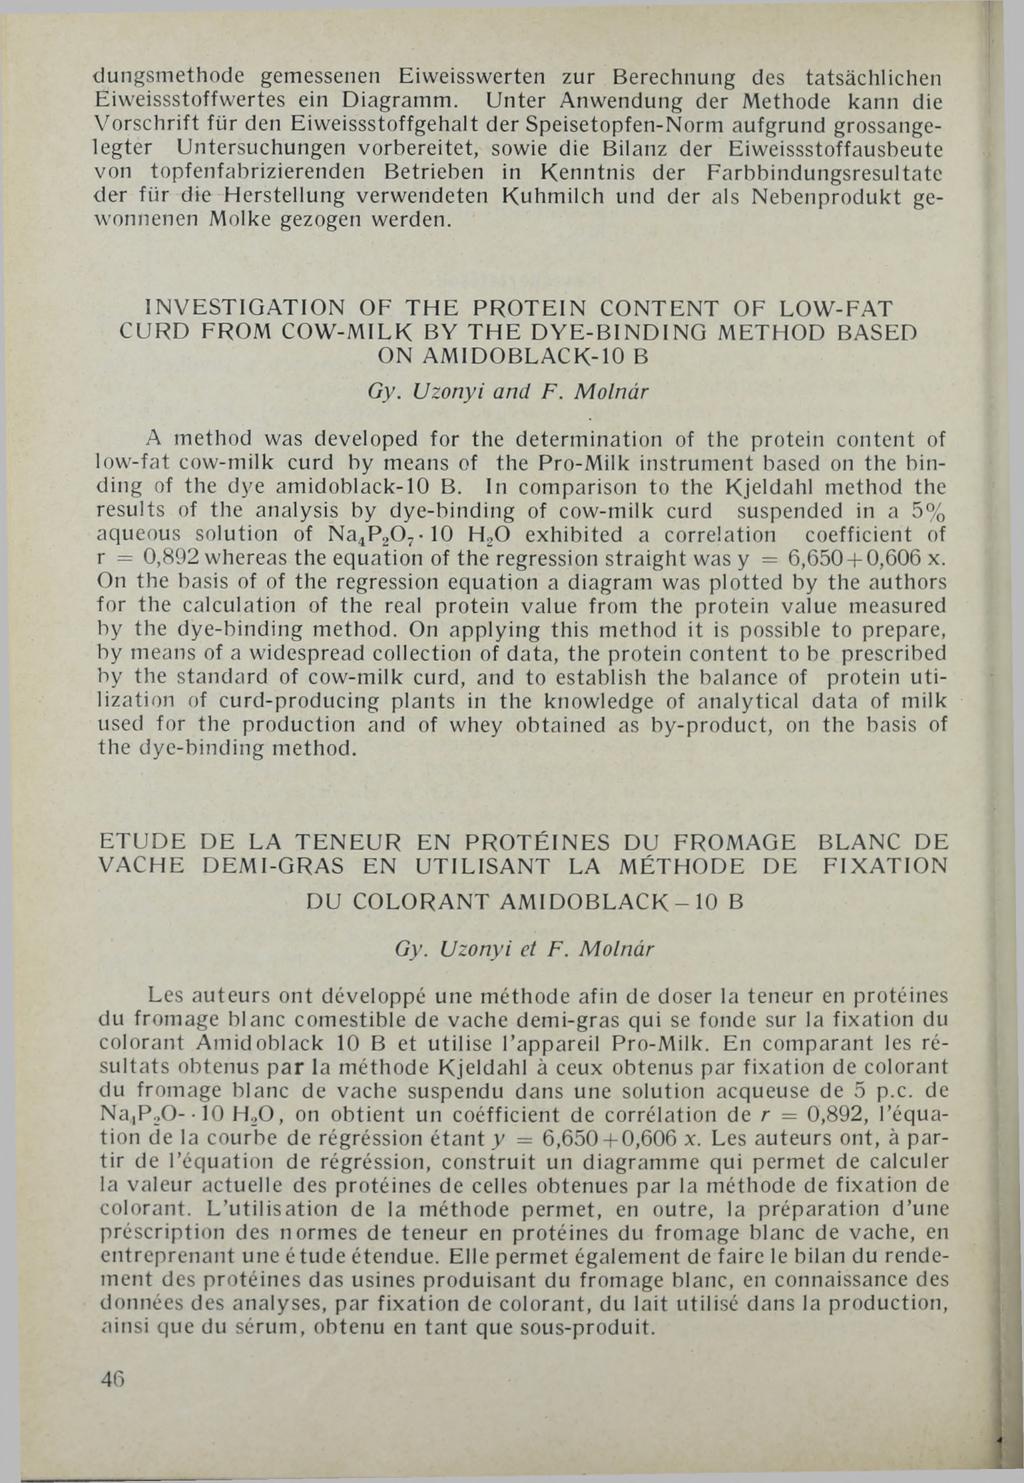 dungsmethode gemessenen Eiweisswerten zur Berechnung des tatsächlichen
Eiweissstoffwertes ein Diagramm. Unter Anwendung der Methode kann die
Vorschrift für den Eiweissstoffgehalt der Speisetopfen-Norm aufgrund grossange-
legter Untersuchungen vorbereitet, sowie die Bilanz der Eiweissstoffausbeute
von topfenfabrizierenden Betrieben in Kenntnis der Farbbindungsresultate
der für die Herstellung verwendeten Kuhmilch und der als Nebenprodukt ge-
wonnenen Molke gezogen werden.
INVESTIGATION OF THE PROTEIN CONTENT OF LOW-FAT
CURD FROM COW-MILK BY THE DYE-BINDING METHOD BASED
ON AMIDOBLACK-10 B
Gy. Uzonyi and F. Molnár
A method was developed for the determination of the protein content of
low-fat cow-milk curd by means of the Pro-Milk instrument based on the bin-
ding of the dye amidoblack-10 B. In comparison to the Kjeldahl method the
results of the analysis by dye-binding of cow-milk curd suspended in a 5%
aqueous solution of Na₄P₂O₇·10 H₂O exhibited a correlation coefficient of
r = 0,892 whereas the equation of the regression straight was y = 6,650+0,606 x.
On the basis of of the regression equation a diagram was plotted by the authors
for the calculation of the real protein value from the protein value measured
by the dye-binding method. On applying this method it is possible to prepare,
by means of a widespread collection of data, the protein content to be prescribed
by the standard of cow-milk curd, and to establish the balance of protein uti-
lization of curd-producing plants in the knowledge of analytical data of milk
used for the production and of whey obtained as by-product, on the basis of
the dye-binding method.
ETUDE DE LA TENEUR EN PROTÉINES DU FROMAGE BLANC DE
VACHE DEMI-GRAS EN UTILISANT LA MÉTHODE DE FIXATION
DU COLORANT AMIDOBLACK–10 B
Gy. Uzonyi et F. Molnár
Les auteurs ont développé une méthode afin de doser la teneur en protéines
du fromage blanc comestible de vache demi-gras qui se fonde sur la fixation du
colorant Amidoblack 10 B et utilise l'appareil Pro-Milk. En comparant les ré-
sultats obtenus par la méthode Kjeldahl à ceux obtenus par fixation de colorant
du fromage blanc de vache suspendu dans une solution acqueuse de 5 p.c. de
Na₄P₂O-·10 H₂O, on obtient un coéfficient de corrélation de r = 0,892, l'équa-
tion de la courbe de régréssion étant y = 6,650+0,606 x. Les auteurs ont, à par-
tir de l'équation de régréssion, construit un diagramme qui permet de calculer
la valeur actuelle des protéines de celles obtenues par la méthode de fixation de
colorant. L'utilisation de la méthode permet, en outre, la préparation d'une
préscription des normes de teneur en protéines du fromage blanc de vache, en
entreprenant une étude étendue. Elle permet également de faire le bilan du rende-
ment des protéines das usines produisant du fromage blanc, en connaissance des
données des analyses, par fixation de colorant, du lait utilisé dans la production,
ainsi que du sérum, obtenu en tant que sous-produit.
46